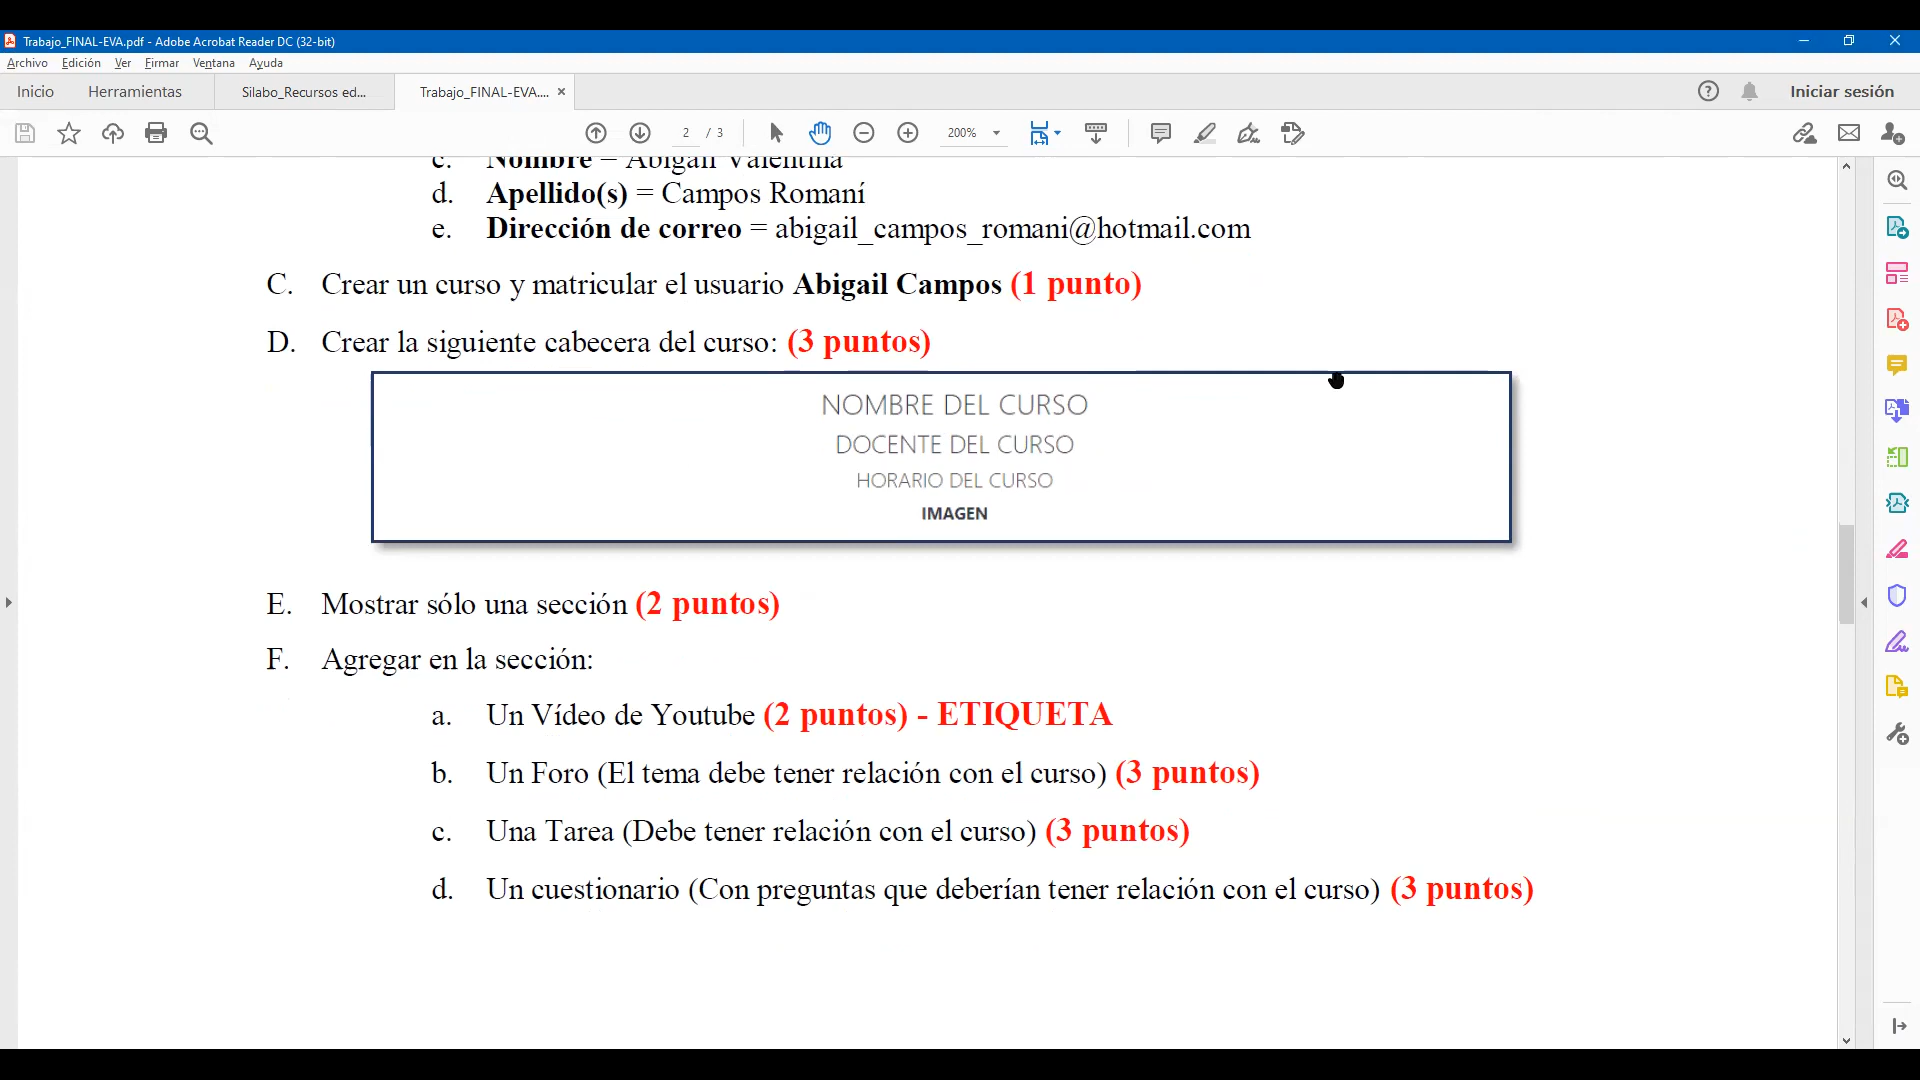 Trabajo_FINAL-EVA.pdf - Adobe Acrobat Reader DC (32-bit)
Archivo Edición Ver Firmar Ventana Ayuda
Inicio Herramientas Silabo_Recursos ed... Trabajo_FINAL-EVA.... × Iniciar sesión
2 / 3 200%
c. Nombre = Abigail Valentina
d. Apellido(s) = Campos Romaní
e. Dirección de correo = abigail_campos_romani@hotmail.com
C. Crear un curso y matricular el usuario Abigail Campos (1 punto)
D. Crear la siguiente cabecera del curso: (3 puntos)
NOMBRE DEL CURSO
DOCENTE DEL CURSO
HORARIO DEL CURSO
IMAGEN
E. Mostrar sólo una sección (2 puntos)
F. Agregar en la sección:
a. Un Vídeo de Youtube (2 puntos) - ETIQUETA
b. Un Foro (El tema debe tener relación con el curso) (3 puntos)
c. Una Tarea (Debe tener relación con el curso) (3 puntos)
d. Un cuestionario (Con preguntas que deberían tener relación con el curso) (3 puntos)